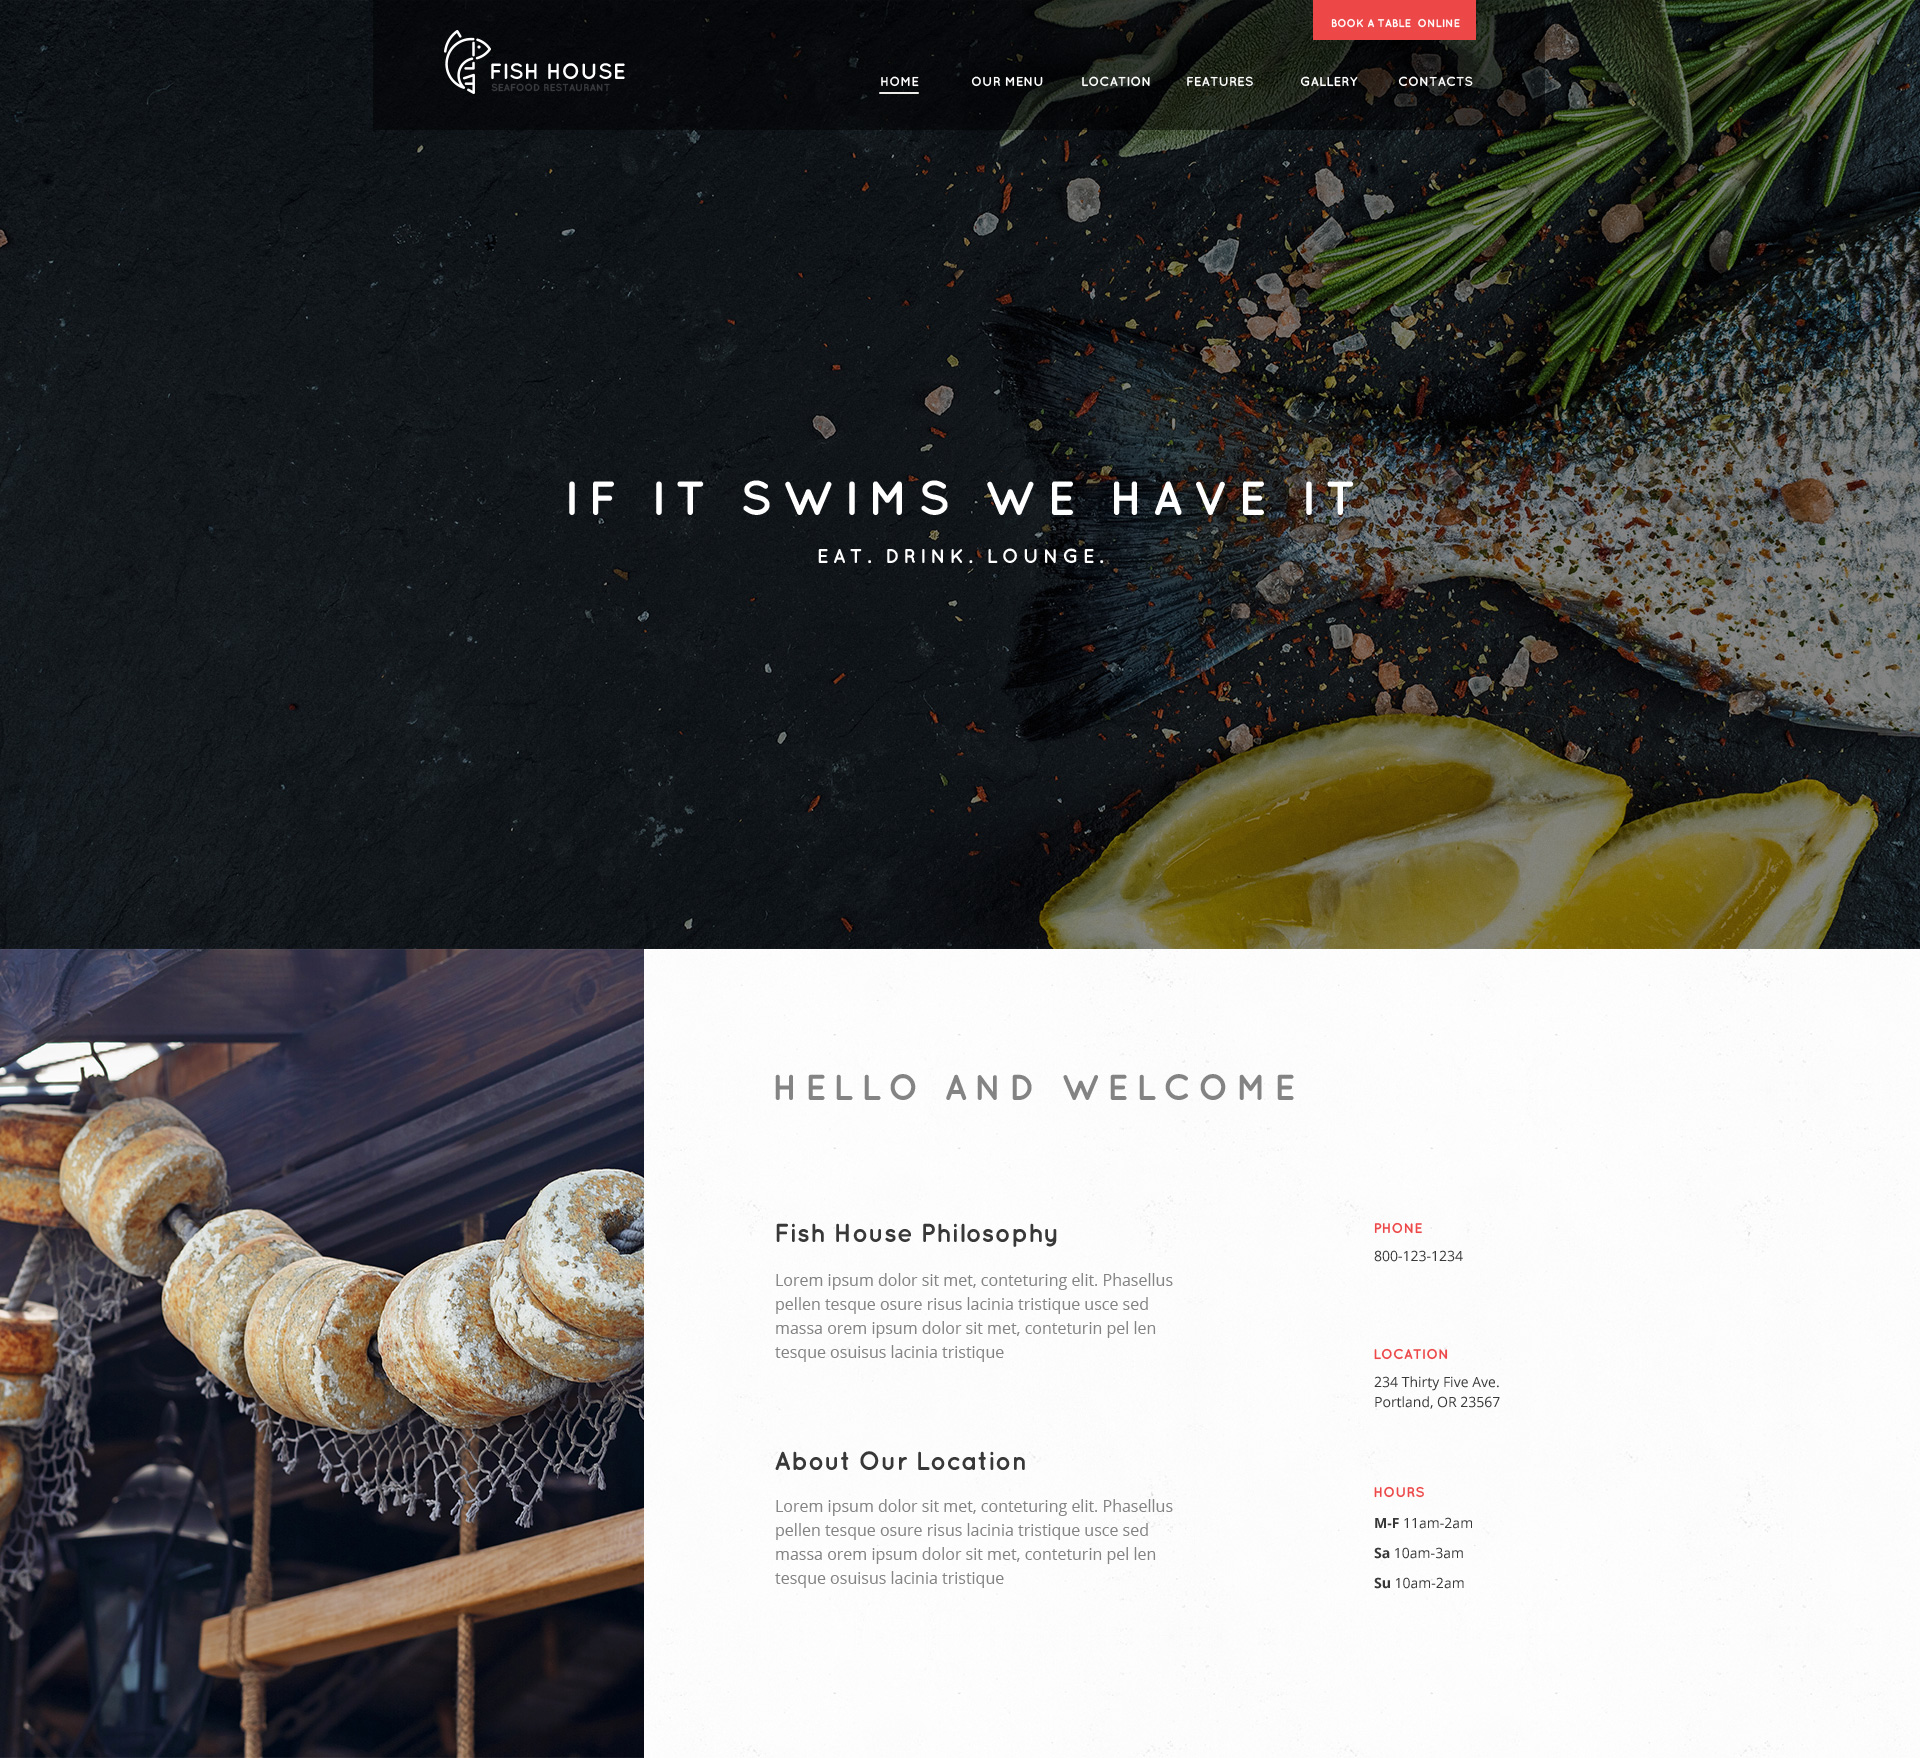 BOOK A TABLE ONLINE
FISH HOUSE
SEAFOOD RESTAURANT
HOME OUR MENU LOCATION FEATURES GALLERY CONTACTS
IF IT SWIMS WE HAVE IT
EAT. DRINK. LOUNGE.
HELLO AND WELCOME
Fish House Philosophy
Lorem ipsum dolor sit met, conteturing elit. Phasellus
pellen tesque osure risus lacinia tristique usce sed
massa orem ipsum dolor sit met, conteturin pel len
tesque osuisus lacinia tristique
About Our Location
Lorem ipsum dolor sit met, conteturing elit. Phasellus
pellen tesque osure risus lacinia tristique usce sed
massa orem ipsum dolor sit met, conteturin pel len
tesque osuisus lacinia tristique
PHONE
800-123-1234
LOCATION
234 Thirty Five Ave.
Portland, OR 23567
HOURS
M-F 11am-2am
Sa 10am-3am
Su 10am-2am